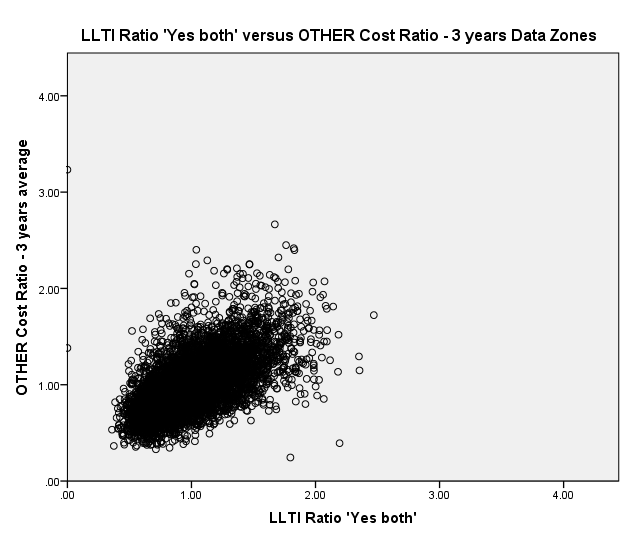 LLTI Ratio 'Yes both' versus OTHER Cost Ratio - 3 years Data Zones
OTHER Cost Ratio - 3 years average
4.00
3.00
2.00
1.00
.00
.00 1.00 2.00 3.00 4.00
LLTI Ratio 'Yes both'